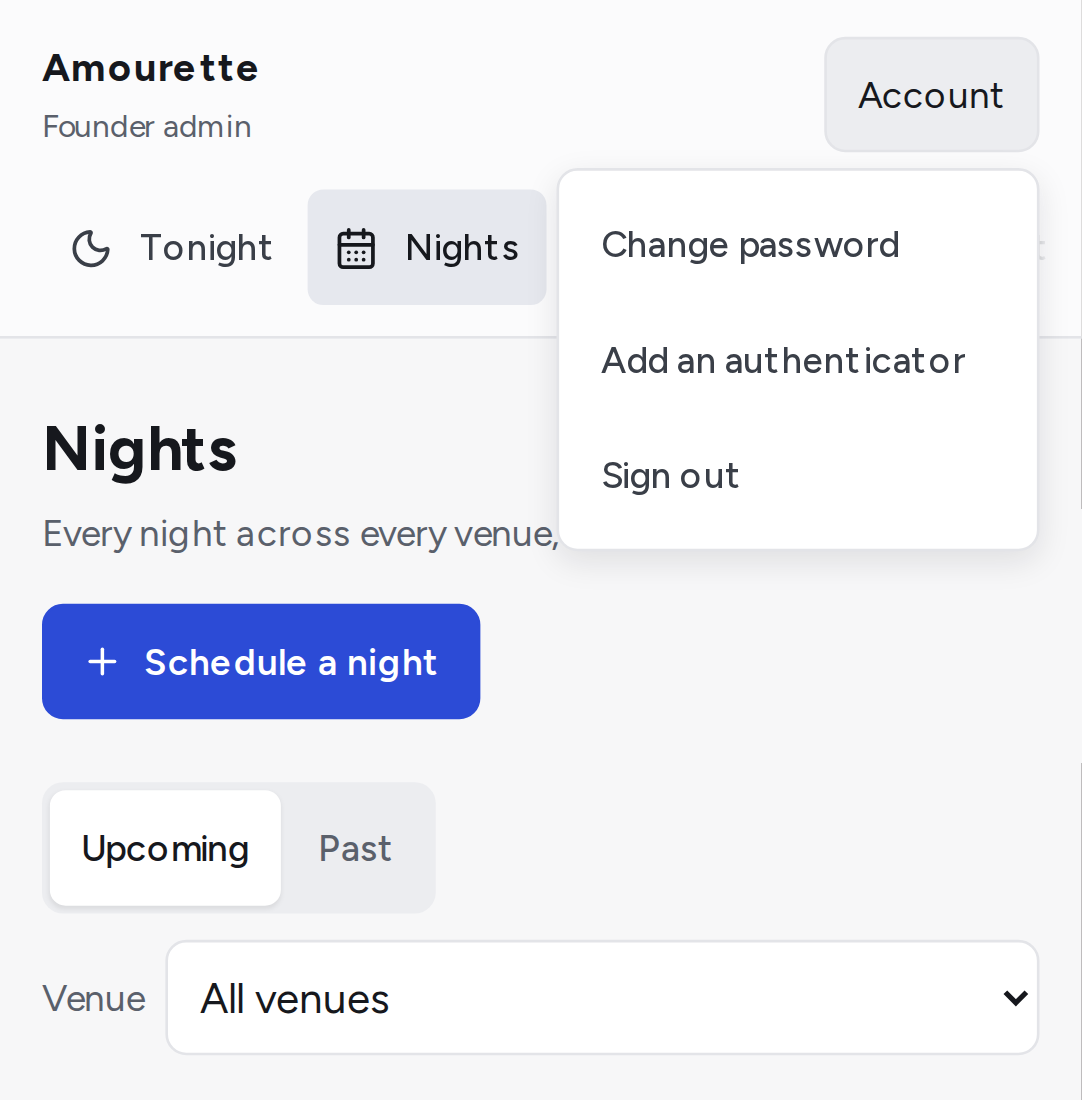 Amourette
Founder admin
Account
Tonight
Nights
Change password
Add an authenticator
Sign out
Nights
Every night across every venue,
Schedule a night
Upcoming
Past
Venue
All venues